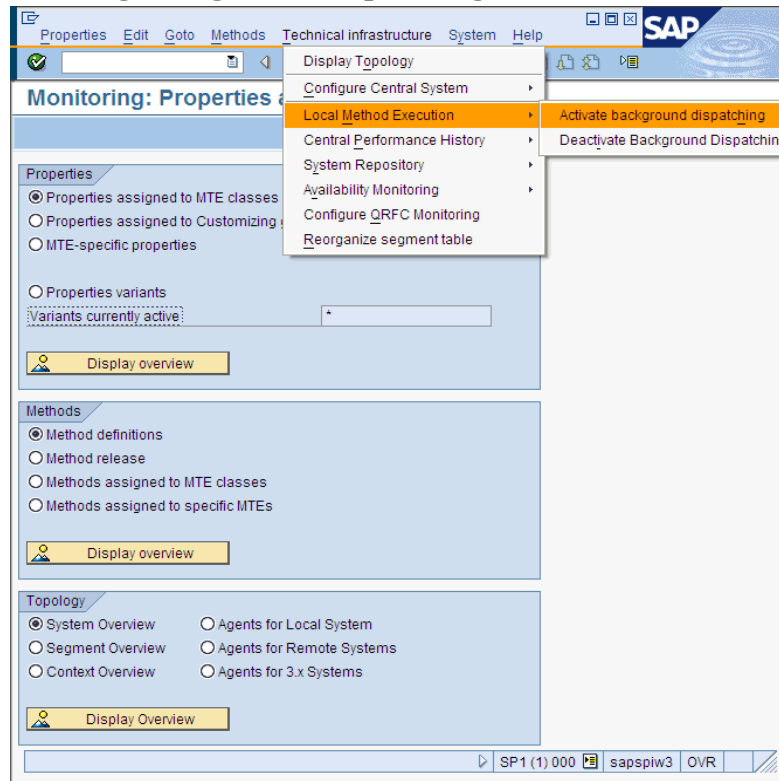 Properties Edit Goto Methods Technical infrastructure System Help
SAP
Display Topology
Configure Central System
Monitoring: Properties
Local Method Execution
Activate background dispatching
Central Performance History
Deactivate Background Dispatchin
System Repository
Availability Monitoring
Configure QRFC Monitoring
Reorganize segment table
Properties
Properties assigned to MTE classes
Properties assigned to Customizing
MTE-specific properties
Properties variants
Variants currently active *
Display overview
Methods
Method definitions
Method release
Methods assigned to MTE classes
Methods assigned to specific MTEs
Display overview
Topology
System Overview Agents for Local System
Segment Overview Agents for Remote Systems
Context Overview Agents for 3.x Systems
Display Overview
SP1 (1) 000 sapspiw3 OVR